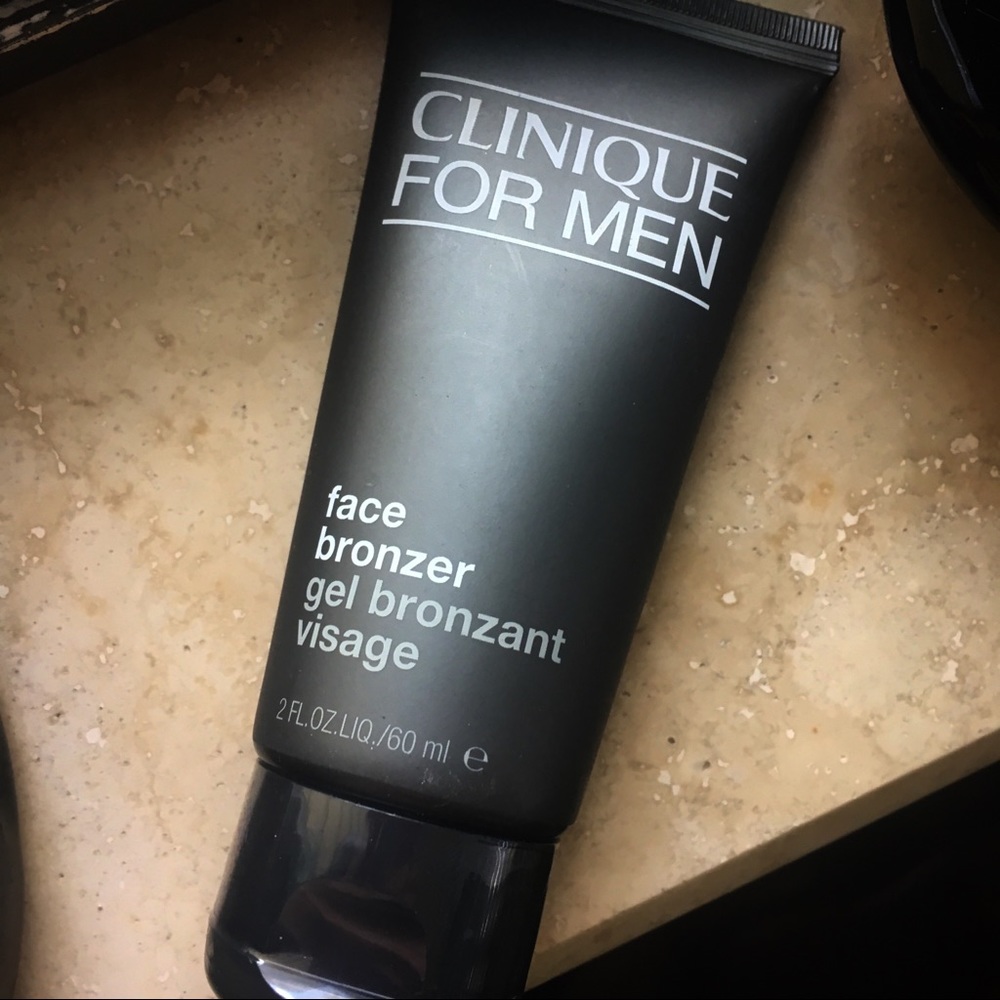 CLINIQUE
FOR MEN
face
bronzer
gel bronzant
visage
2 FL.OZ.LIQ./60 ml ℮